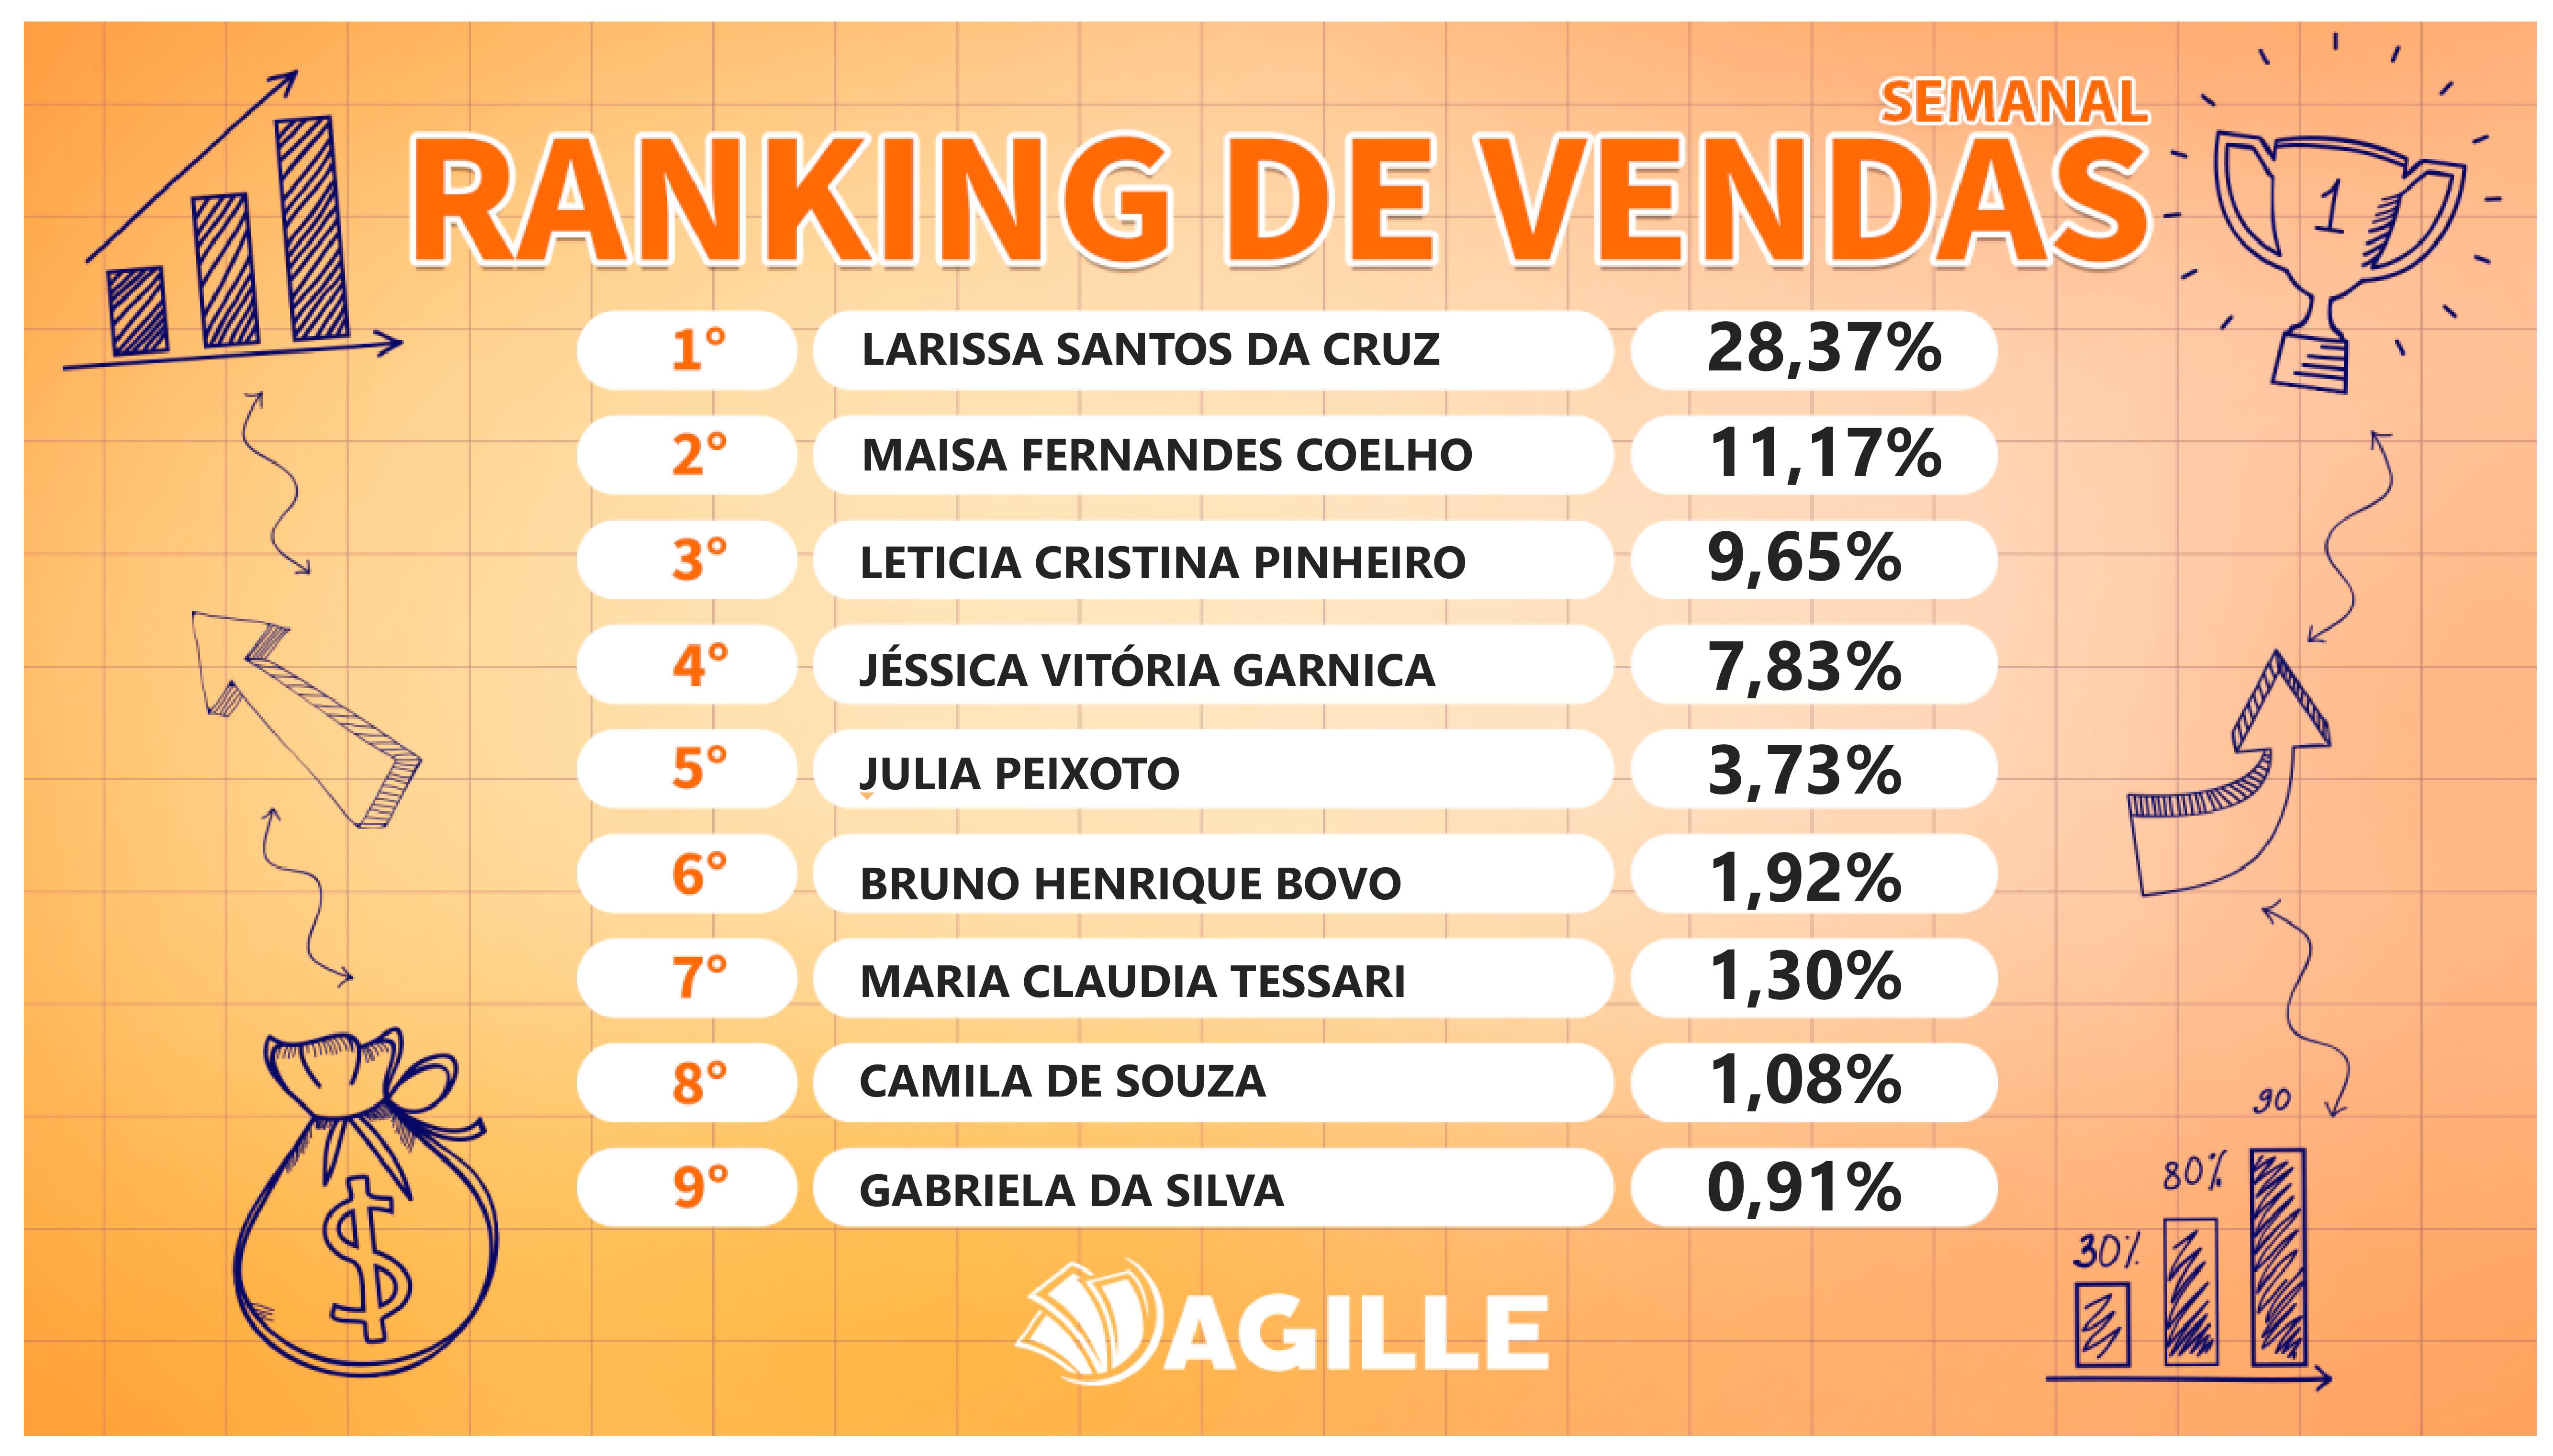 SEMANAL
RANKING DE VENDAS
1
1° LARISSA SANTOS DA CRUZ 28,37%
2° MAISA FERNANDES COELHO 11,17%
3° LETICIA CRISTINA PINHEIRO 9,65%
4° JÉSSICA VITÓRIA GARNICA 7,83%
5° JULIA PEIXOTO 3,73%
6° BRUNO HENRIQUE BOVO 1,92%
7° MARIA CLAUDIA TESSARI 1,30%
8° CAMILA DE SOUZA 1,08%
9° GABRIELA DA SILVA 0,91%
90
80%
30%
$
AGILLE